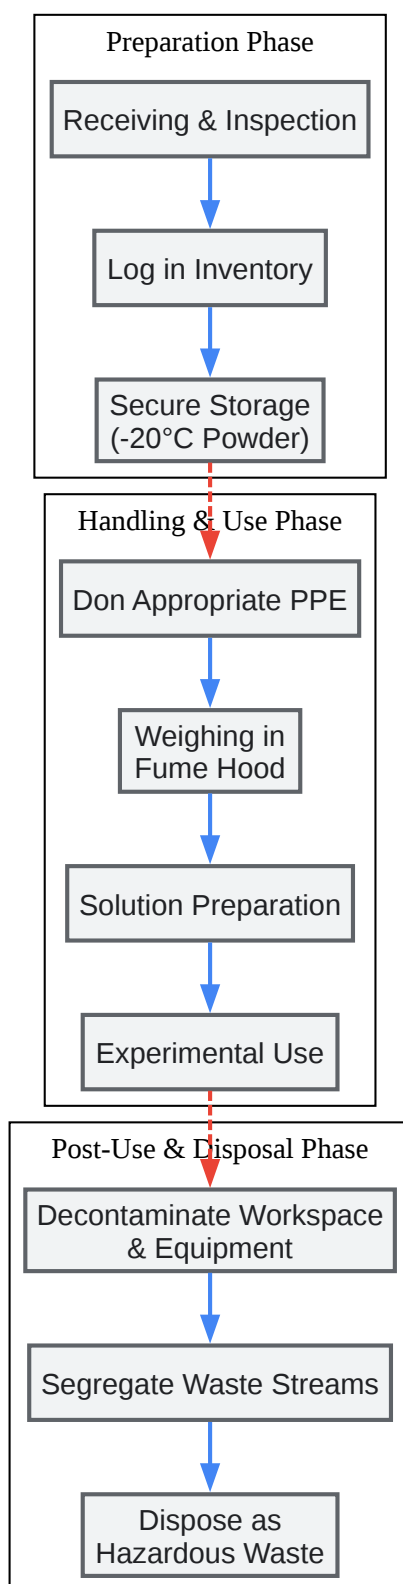 Preparation Phase
Receiving & Inspection
Log in Inventory
Secure Storage
(-20°C Powder)
Handling & Use Phase
Don Appropriate PPE
Weighing in
Fume Hood
Solution Preparation
Experimental Use
Post-Use & Disposal Phase
Decontaminate Workspace
& Equipment
Segregate Waste Streams
Dispose as
Hazardous Waste